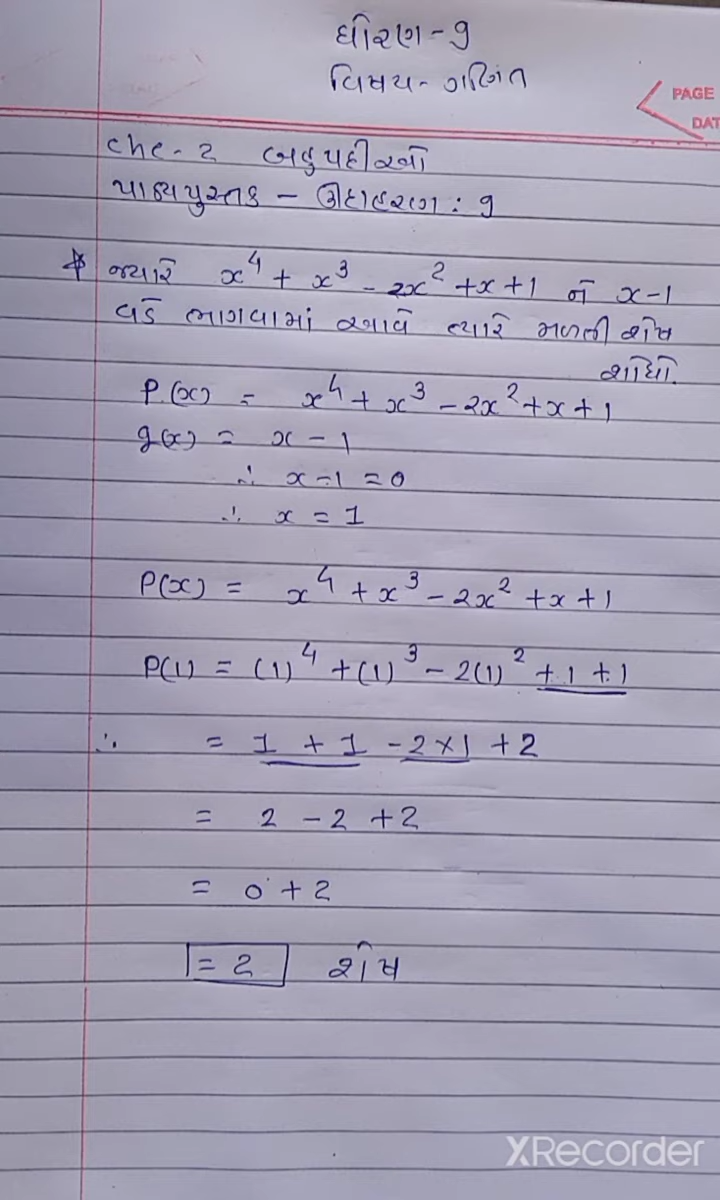 ધોરણ - 9
વિષય - ગણિત
PAGE
DAT
che - 2 બહુપદીઓ
પાઠ્યપુસ્તક - ઉદાહરણ : 9
* જ્યારે x⁴ + x³ - 2x² + x + 1 ને x - 1
વડે ભાગવામાં આવે ત્યારે મળતી શેષ
શોધો.
P(x) = x⁴ + x³ - 2x² + x + 1
g(x) = x - 1
∴ x - 1 = 0
∴ x = 1
P(x) = x⁴ + x³ - 2x² + x + 1
P(1) = (1)⁴ + (1)³ - 2(1)² + 1 + 1
∴ = 1 + 1 - 2 × 1 + 2
= 2 - 2 + 2
= 0 + 2
= 2 શેષ
XRecorder